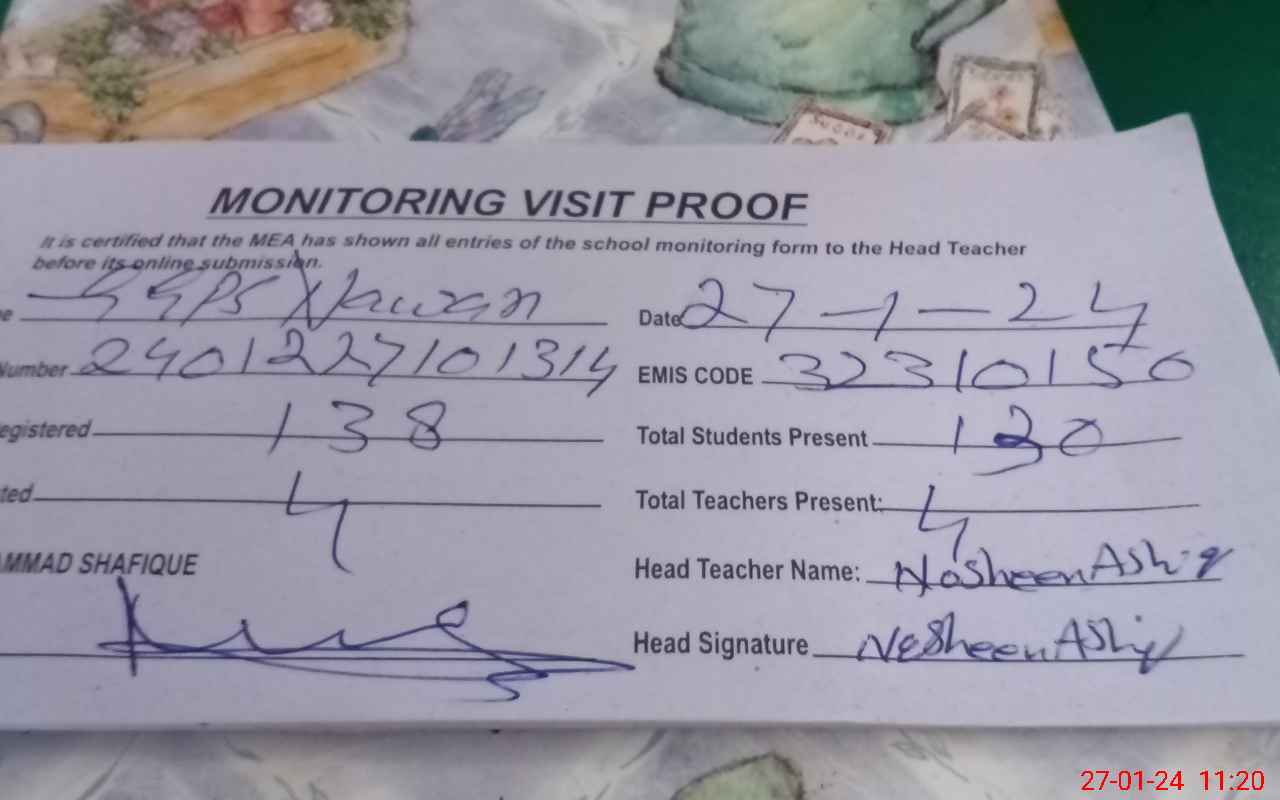 MONITORING VISIT PROOF
It is certified that the MEA has shown all entries of the school monitoring form to the Head Teacher
before its online submission.
e GGPS Nawan Date 27-1-24
Number 2401227101314 EMIS CODE 32310150
egistered 138 Total Students Present 130
ted 4 Total Teachers Present: 4
AMMAD SHAFIQUE Head Teacher Name: Nosheen Ashiq
Head Signature Nosheen Ashiq
27-01-24 11:20